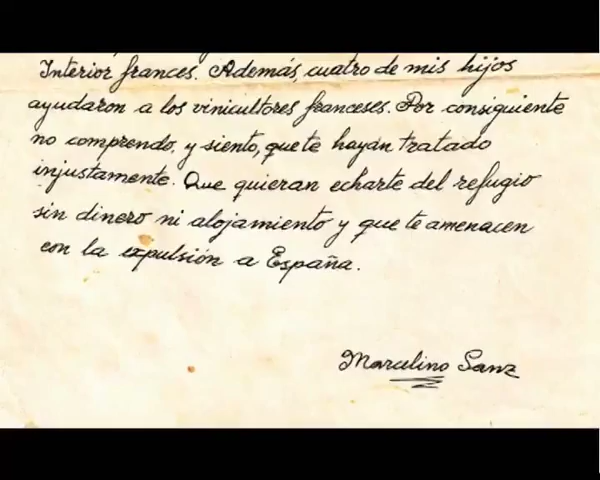 Interior frances. Además, cuatro de mis hijos
ayudaron a los vinicultores franceses. Por consiguiente
no comprendo, y siento, que te hayan tratado
injustamente. Que quieran echarte del refugio
sin dinero ni alojamiento y que te amenacen
con la expulsión a España.
Marcelino Sanz